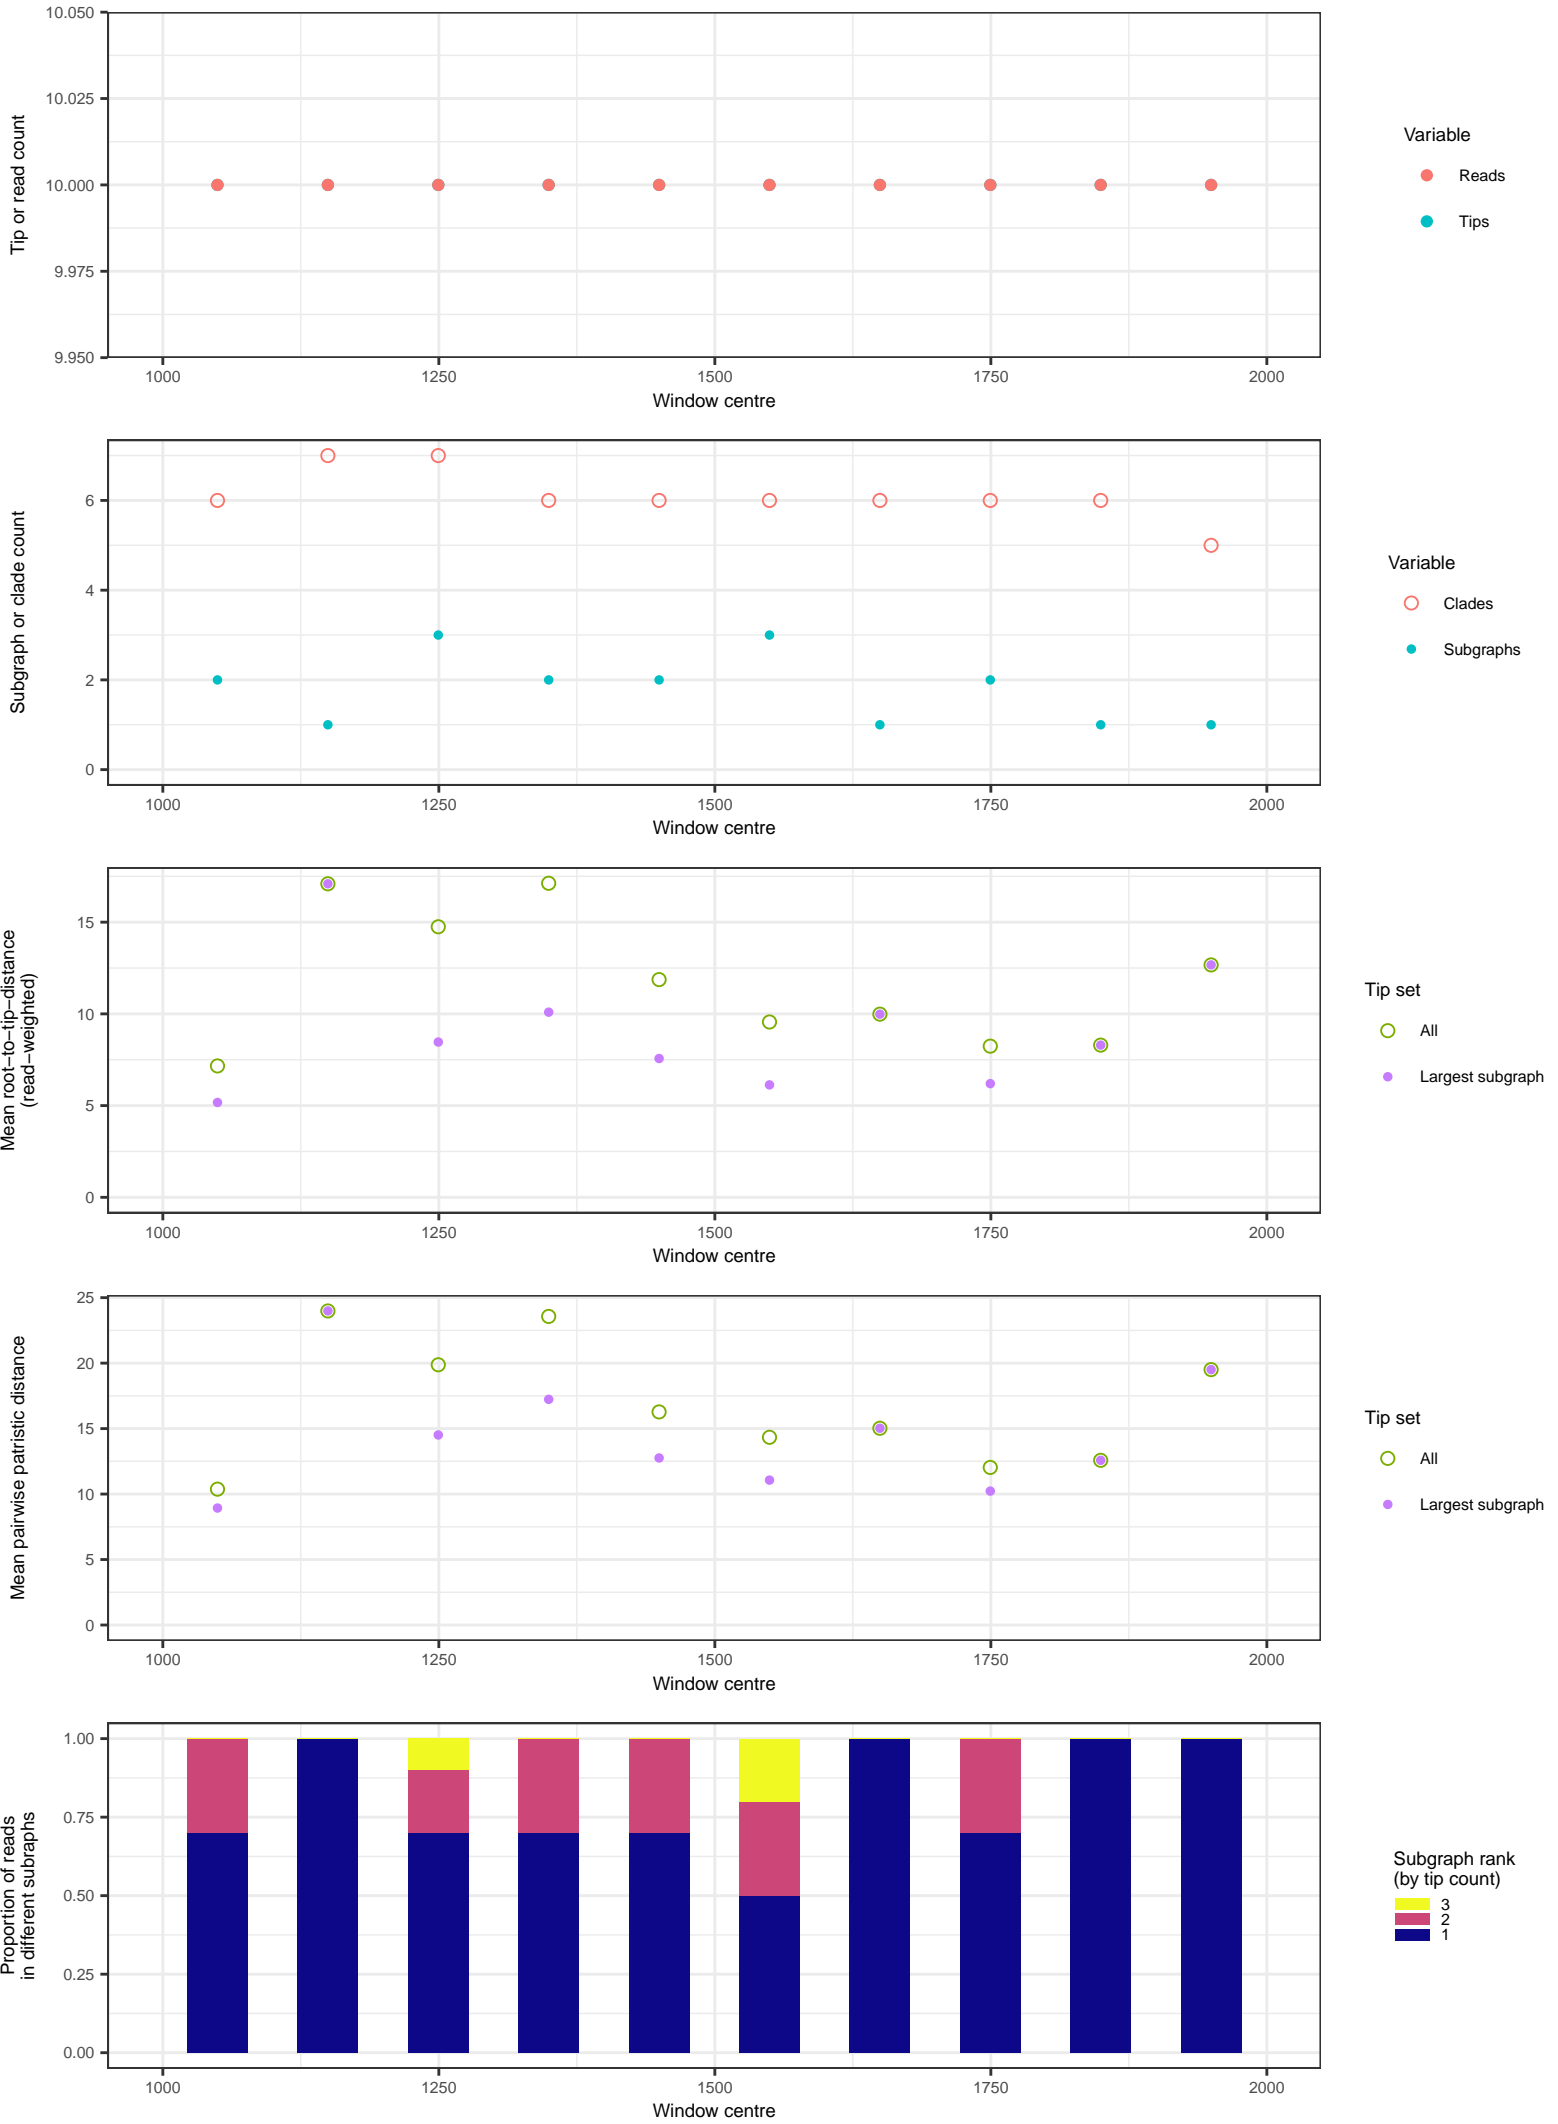 10.050
10.025
10.000
9.975
9.950
Tip or read count
1000 1250 1500 1750 2000
Window centre
Variable
Reads
Tips
6
4
2
0
Subgraph or clade count
1000 1250 1500 1750 2000
Window centre
Variable
Clades
Subgraphs
15
10
5
0
Mean root−to−tip−distance
(read−weighted)
1000 1250 1500 1750 2000
Window centre
Tip set
All
Largest subgraph
25
20
15
10
5
0
Mean pairwise patristic distance
1000 1250 1500 1750 2000
Window centre
Tip set
All
Largest subgraph
1.00
0.75
0.50
0.25
0.00
Proportion of reads
in different subraphs
1000 1250 1500 1750 2000
Window centre
Subgraph rank
(by tip count)
3
2
1